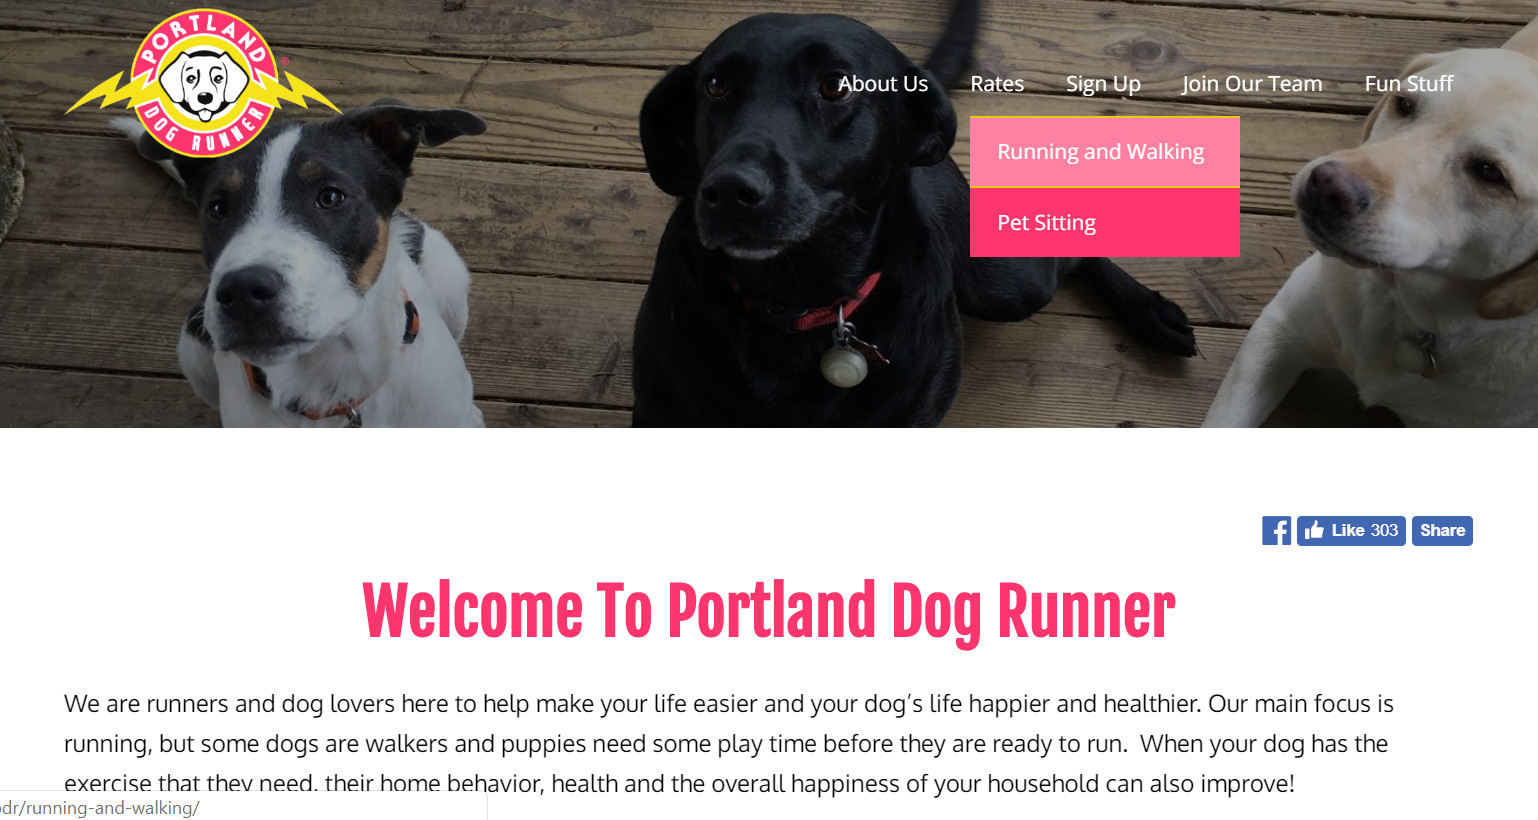 PORTLAND
DOG RUNNER
®
About Us
Rates
Sign Up
Join Our Team
Fun Stuff
Running and Walking
Pet Sitting
Like 303
Share
Welcome To Portland Dog Runner
We are runners and dog lovers here to help make your life easier and your dog’s life happier and healthier. Our main focus is
running, but some dogs are walkers and puppies need some play time before they are ready to run.  When your dog has the
exercise that they need, their home behavior, health and the overall happiness of your household can also improve!
dr/running-and-walking/